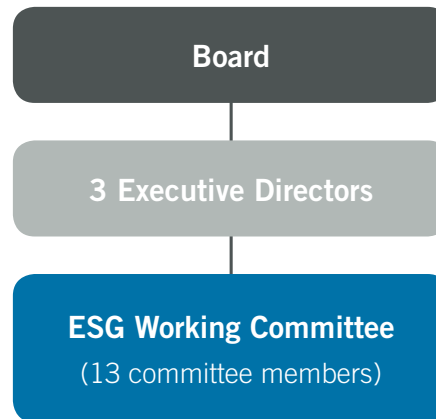 Board
3 Executive Directors
ESG Working Committee
(13 committee members)